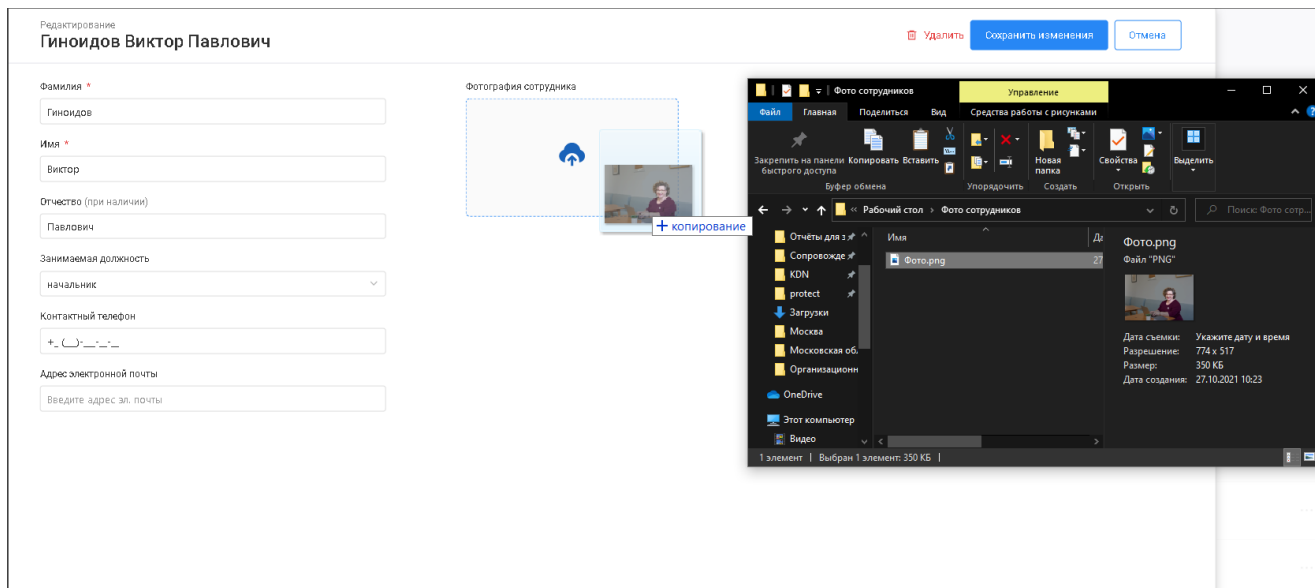 Редактирование
Гиноидов Виктор Павлович
Удалить
Сохранить изменения
Отмена
Фамилия *
Гиноидов
Имя *
Виктор
Отчество (при наличии)
Павлович
Занимаемая должность
начальник
Контактный телефон
+_ (__)-__-_-_
Адрес электронной почты
Введите адрес эл. почты
Фотография сотрудника
+ копирование
Фото сотрудников
Управление
Файл Главная Поделиться Вид Средства работы с рисунками
Закрепить на панели быстрого доступа
Копировать
Вставить
Новая папка
Свойства
Выделить
Буфер обмена
Упорядочить
Создать
Открыть
« Рабочий стол › Фото сотрудников
Поиск: Фото сотр...
Отчёты для з
Сопровожде
KDN
protect
Загрузки
Москва
Московская об.
Организационн
OneDrive
Этот компьютер
Видео
Имя
Да
Фото.png
27
Фото.png
Файл "PNG"
Дата съемки: Укажите дату и время
Разрешение: 774 x 517
Размер: 350 КБ
Дата создания: 27.10.2021 10:23
1 элемент | Выбран 1 элемент: 350 КБ |